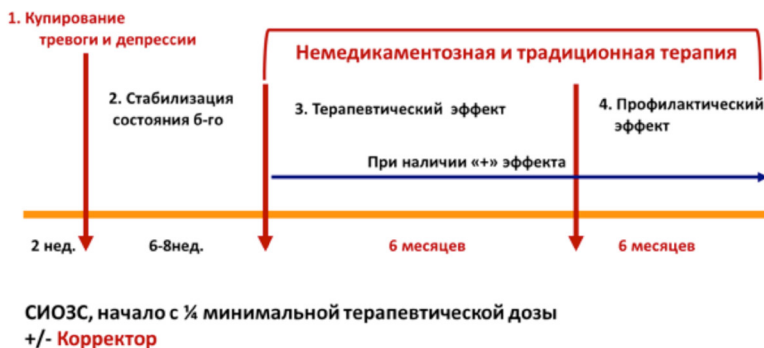 1. Купирование
тревоги и депрессии
Немедикаментозная и традиционная терапия
2. Стабилизация
состояния б-го
3. Терапевтический эффект
4. Профилактический
эффект
При наличии «+» эффекта
2 нед.
6-8нед.
6 месяцев
6 месяцев
СИОЗС, начало с ¼ минимальной терапевтической дозы
+/- Корректор